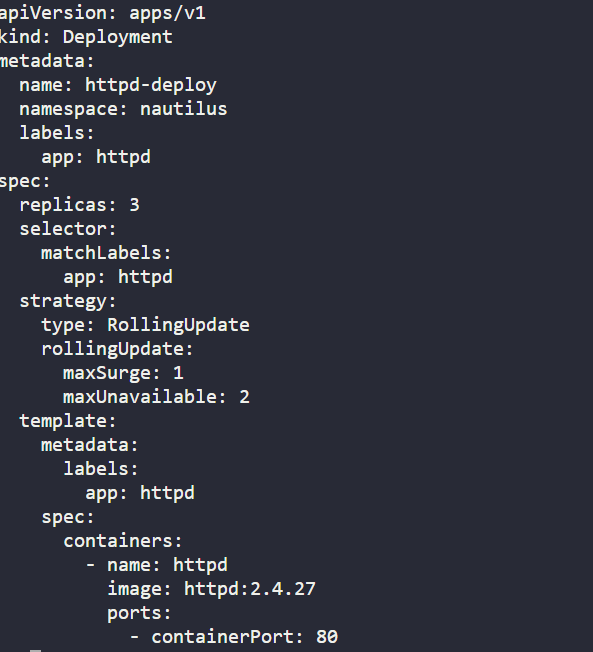 apiVersion: apps/v1
kind: Deployment
metadata:
  name: httpd-deploy
  namespace: nautilus
  labels:
    app: httpd
spec:
  replicas: 3
  selector:
    matchLabels:
      app: httpd
  strategy:
    type: RollingUpdate
    rollingUpdate:
      maxSurge: 1
      maxUnavailable: 2
  template:
    metadata:
      labels:
        app: httpd
    spec:
      containers:
        - name: httpd
          image: httpd:2.4.27
          ports:
            - containerPort: 80